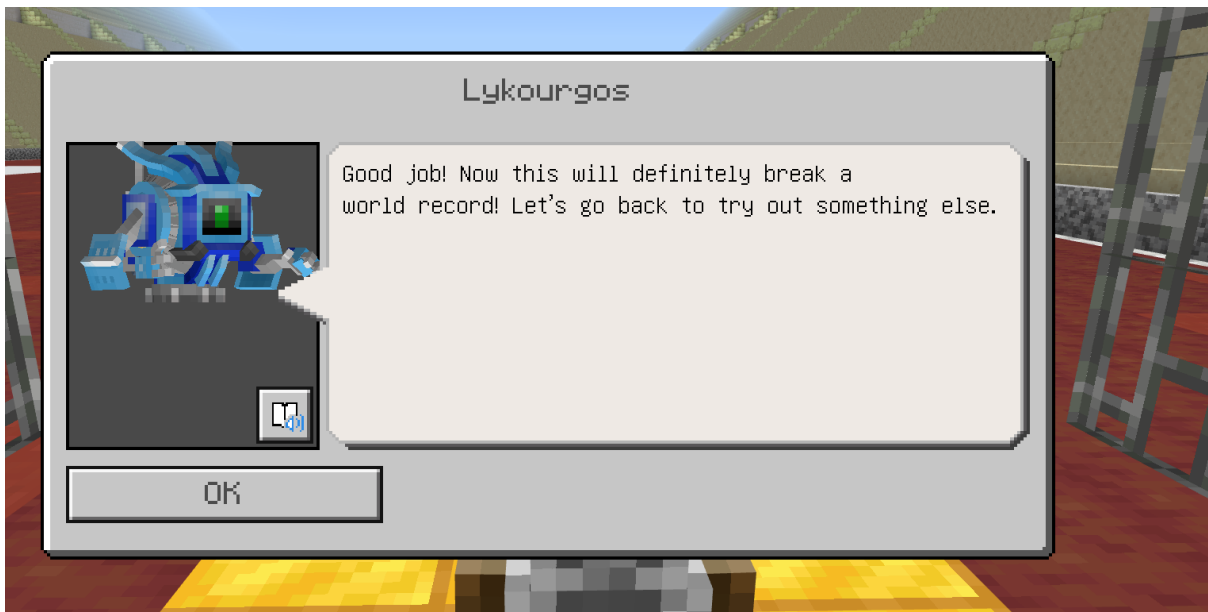 Lykourgos
Good job! Now this will definitely break a
world record! Let's go back to try out something else.
OK